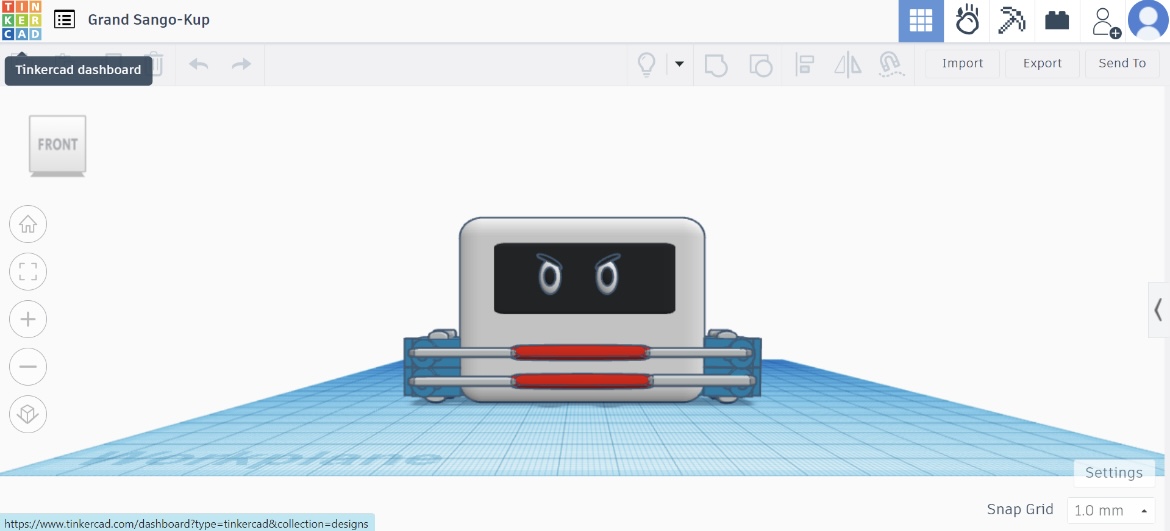 TIN
KER
CAD
Grand Sango-Kup
Tinkercad dashboard
Import
Export
Send To
FRONT
Workplane
Settings
Snap Grid
1.0 mm
https://www.tinkercad.com/dashboard?type=tinkercad&collection=designs